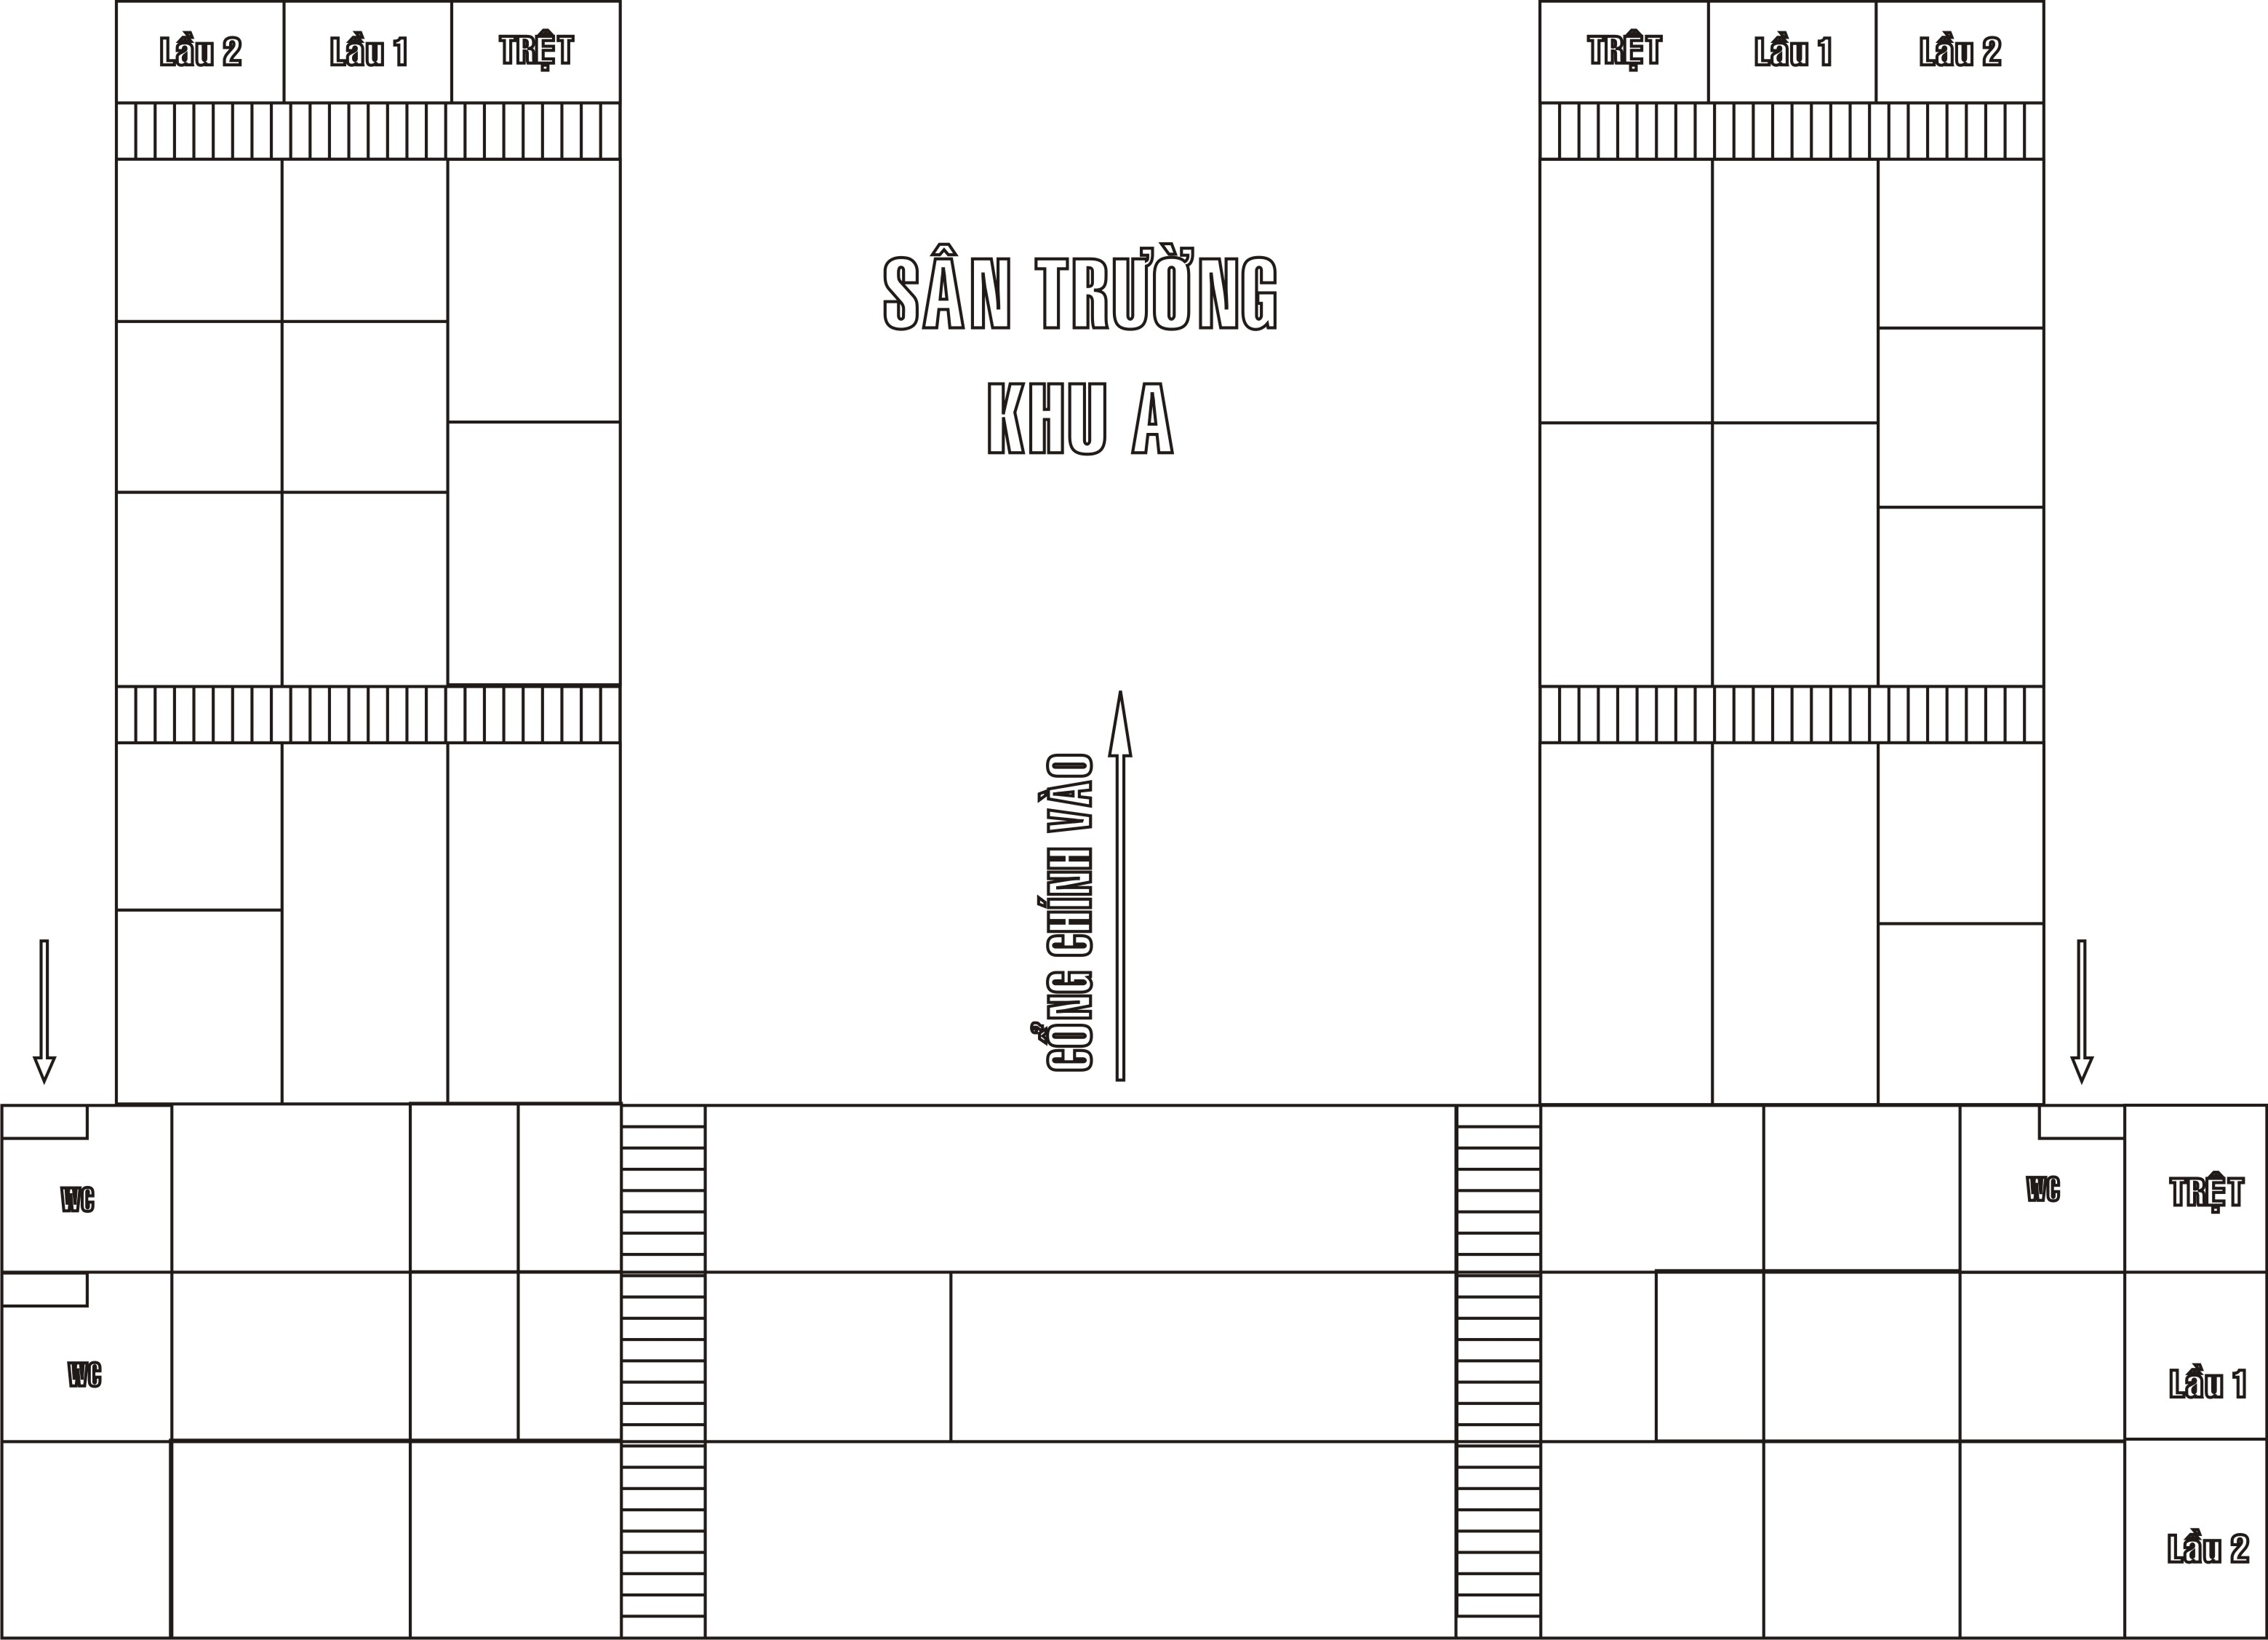 Lầu 2
Lầu 1
TRỆT
TRỆT
Lầu 1
Lầu 2
SÂN TRƯỜNG
KHU A
CỔNG CHÍNH VÀO
WC
WC
TRỆT
WC
Lầu 1
Lầu 2